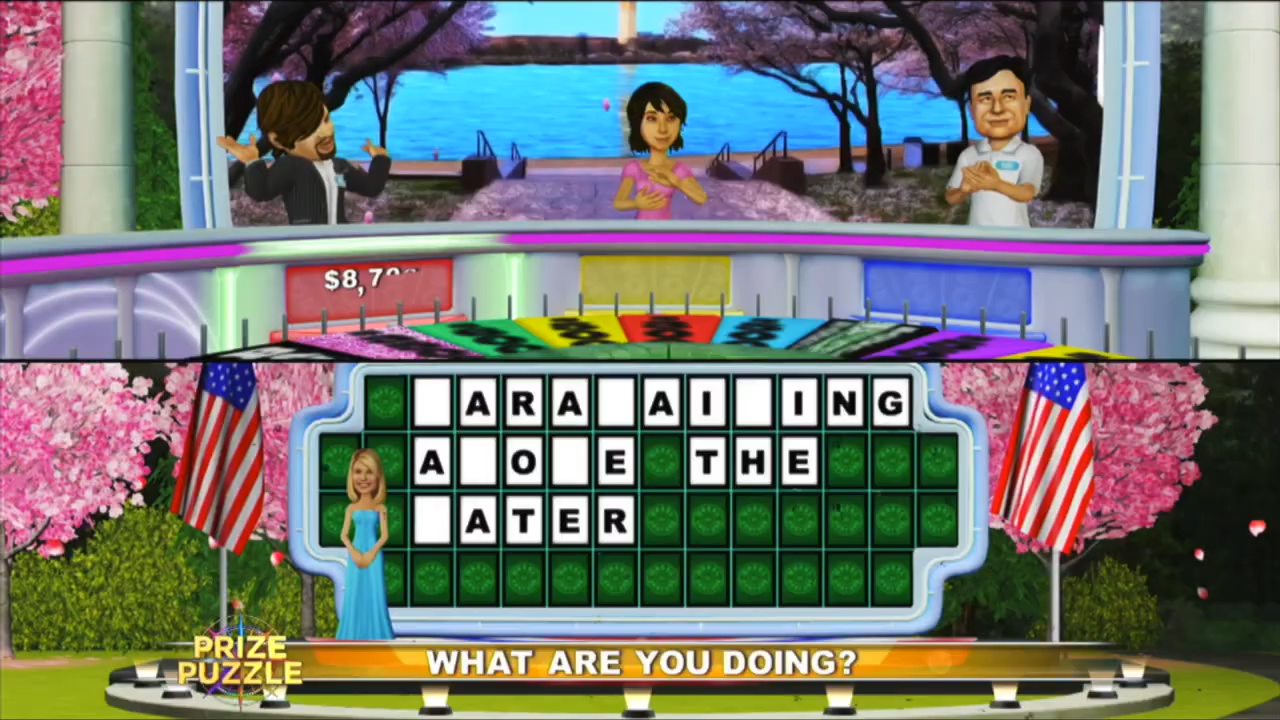 $8,7
ARA AI ING
A O E THE
ATER
PRIZE
PUZZLE
WHAT ARE YOU DOING?